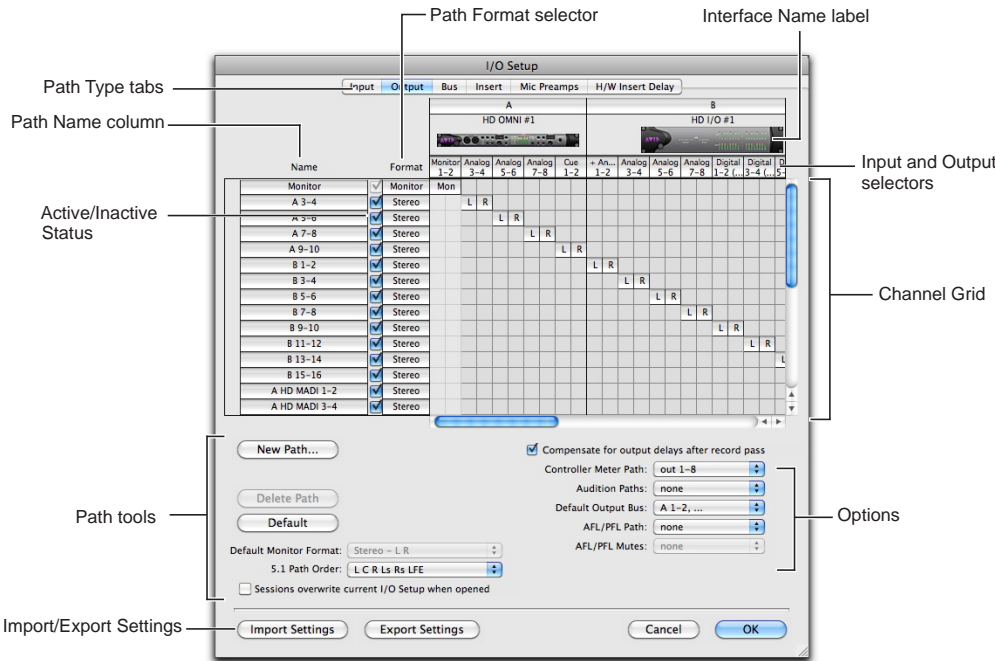 Path Format selector
Interface Name label
I/O Setup
Path Type tabs
Input Output Bus Insert Mic Preamps H/W Insert Delay
A B
Path Name column
HD OMNI #1 HD I/O #1
AVID AVID
Name Format
Monitor 1-2 Analog 3-4 Analog 5-6 Analog 7-8 Cue 1-2 + An... 1-2 Analog 3-4 Analog 5-6 Analog 7-8 Digital 1-2 (... Digital 3-4 (... D 5-
Input and Output selectors
Monitor Monitor Mon
A 3-4 Stereo L R
Active/Inactive Status
A 5-6 Stereo L R
A 7-8 Stereo L R
A 9-10 Stereo L R
B 1-2 Stereo L R
B 3-4 Stereo L R
B 5-6 Stereo L R
Channel Grid
B 7-8 Stereo L R
B 9-10 Stereo L R
B 11-12 Stereo L R
B 13-14 Stereo L
B 15-16 Stereo
A HD MADI 1-2 Stereo
A HD MADI 3-4 Stereo
New Path...
Compensate for output delays after record pass
Controller Meter Path: out 1-8
Audition Paths: none
Delete Path
Default Output Bus: A 1-2, ...
Path tools
Default
AFL/PFL Path: none
Options
AFL/PFL Mutes: none
Default Monitor Format: Stereo - L R
5.1 Path Order: L C R Ls Rs LFE
Sessions overwrite current I/O Setup when opened
Import/Export Settings
Import Settings Export Settings Cancel OK